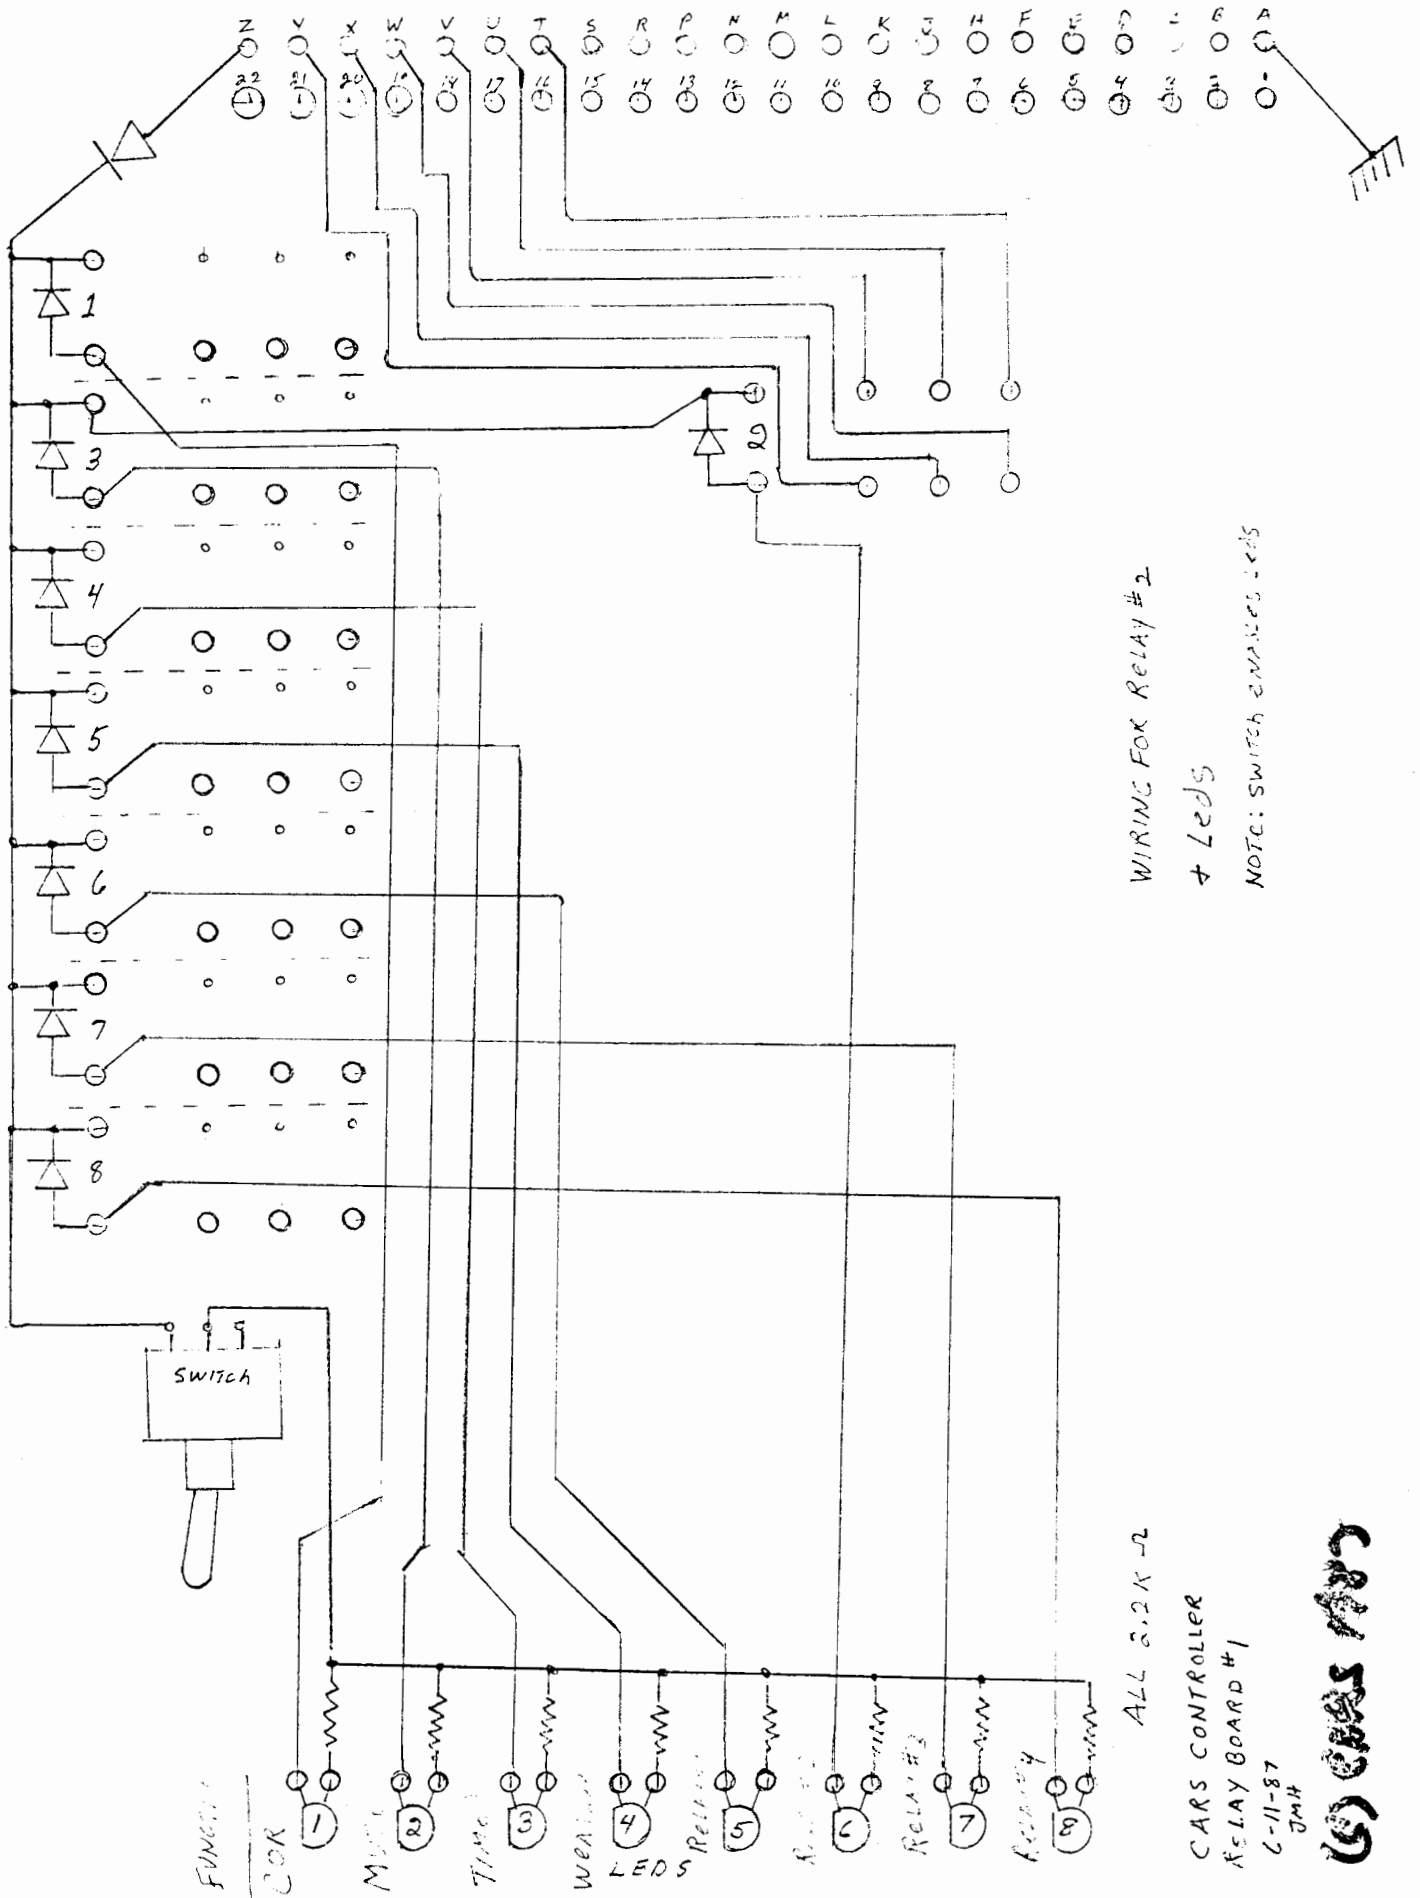 Z Y X W V U T S R P N M L K J H F E D B A
22 21 20 19 18 17 16 15 14 13 12 11 10 9 8 7 6 5 4
1
3
2
4
5
6
7
8
SWITCH
WIRING FOR RELAY #2
+ Leds
NOTE: SWITCH ENABLES Leds
ALL 2.2K Ω
COR
1
2
3
4
5
6
RELAY #3
7
8
LEDS
CARS CONTROLLER
RELAY BOARD #1
6-11-87
JMH
(C) CARS 1987